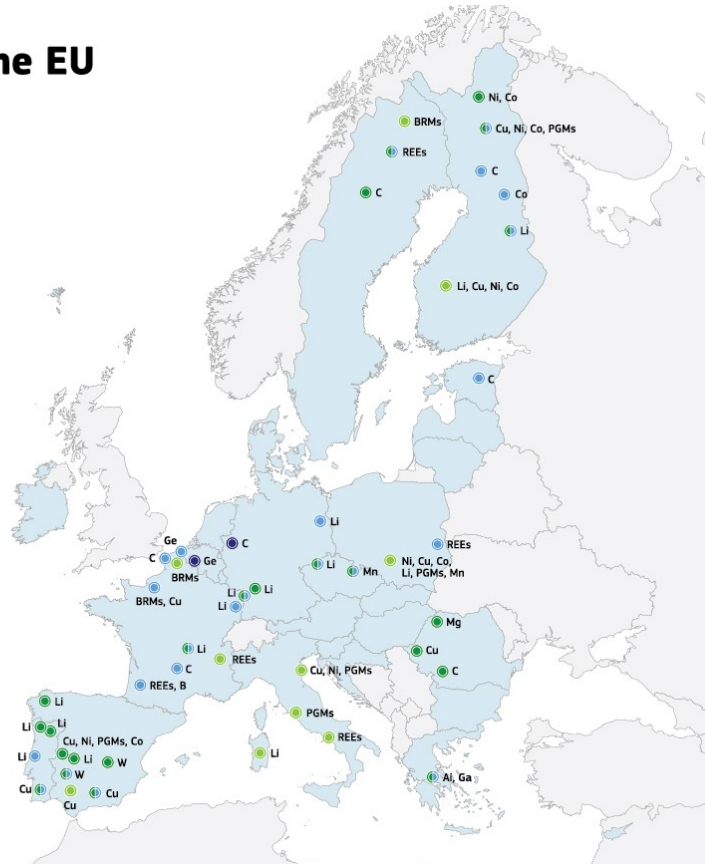 ne EU
Ni, Co
BRMs
Cu, Ni, Co, PGMs
REEs
C
C
Co
Li
Li, Cu, Ni, Co
C
Li
Ge
C
REEs
C
Ge
Ni, Cu, Co,
Li, PGMs, Mn
Li
Mn
BRMs
Li
Li
BRMs, Cu
Li
Mg
Li
Cu
REEs
C
Cu, Ni, PGMs
C
REEs, B
Li
PGMs
Li
Li
REEs
Cu, Ni, PGMs, Co
Li
Li
Li
W
W
Ai, Ga
Cu
Cu
Cu